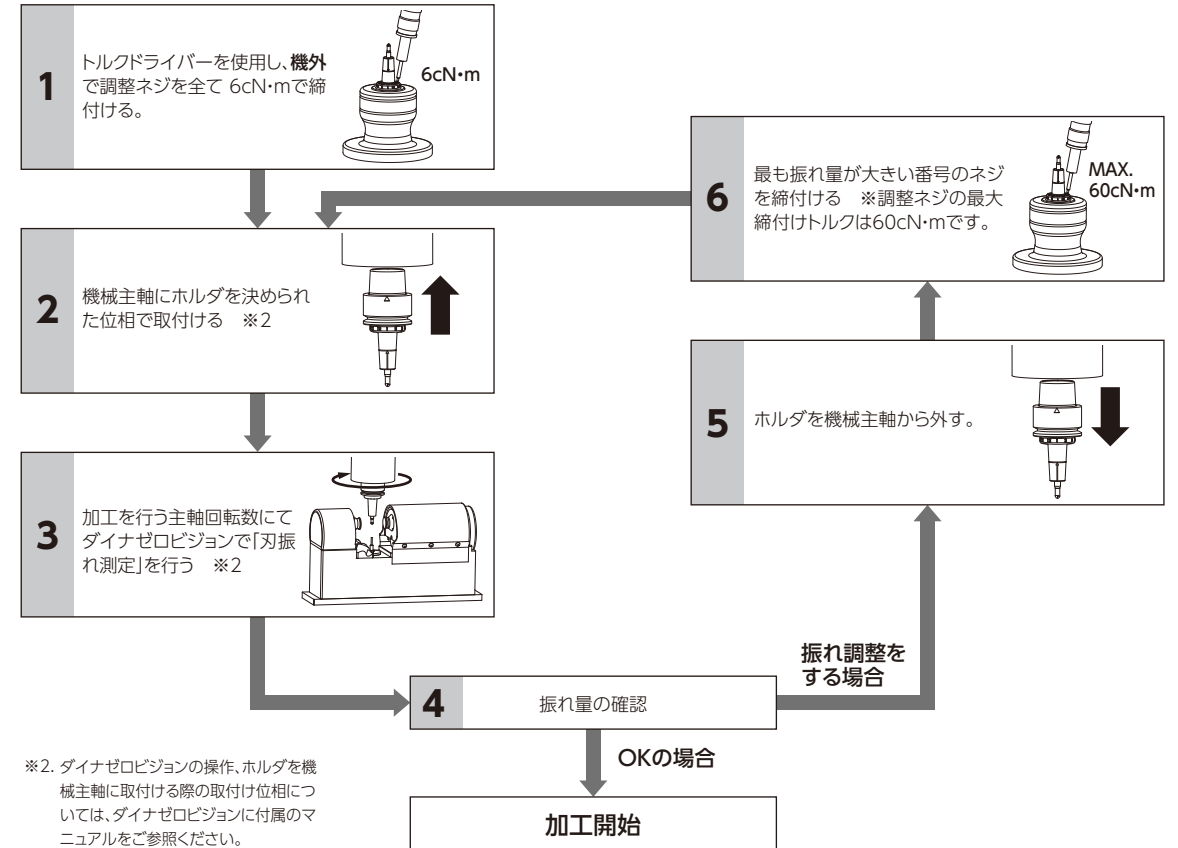 1
トルクドライバーを使用し、機外
で調整ネジを全て 6cN・mで締
付ける。
6cN・m
2
機械主軸にホルダを決められ
た位相で取付ける ※2
3
加工を行う主軸回転数にて
ダイナゼロビジョンで「刃振
れ測定」を行う ※2
4
振れ量の確認
OKの場合
加工開始
振れ調整を
する場合
5
ホルダを機械主軸から外す。
6
最も振れ量が大きい番号のネジ
を締付ける ※調整ネジの最大
締付けトルクは60cN・mです。
MAX.
60cN・m
※2. ダイナゼロビジョンの操作、ホルダを機
械主軸に取付ける際の取付け位相につ
いては、ダイナゼロビジョンに付属のマ
ニュアルをご参照ください。